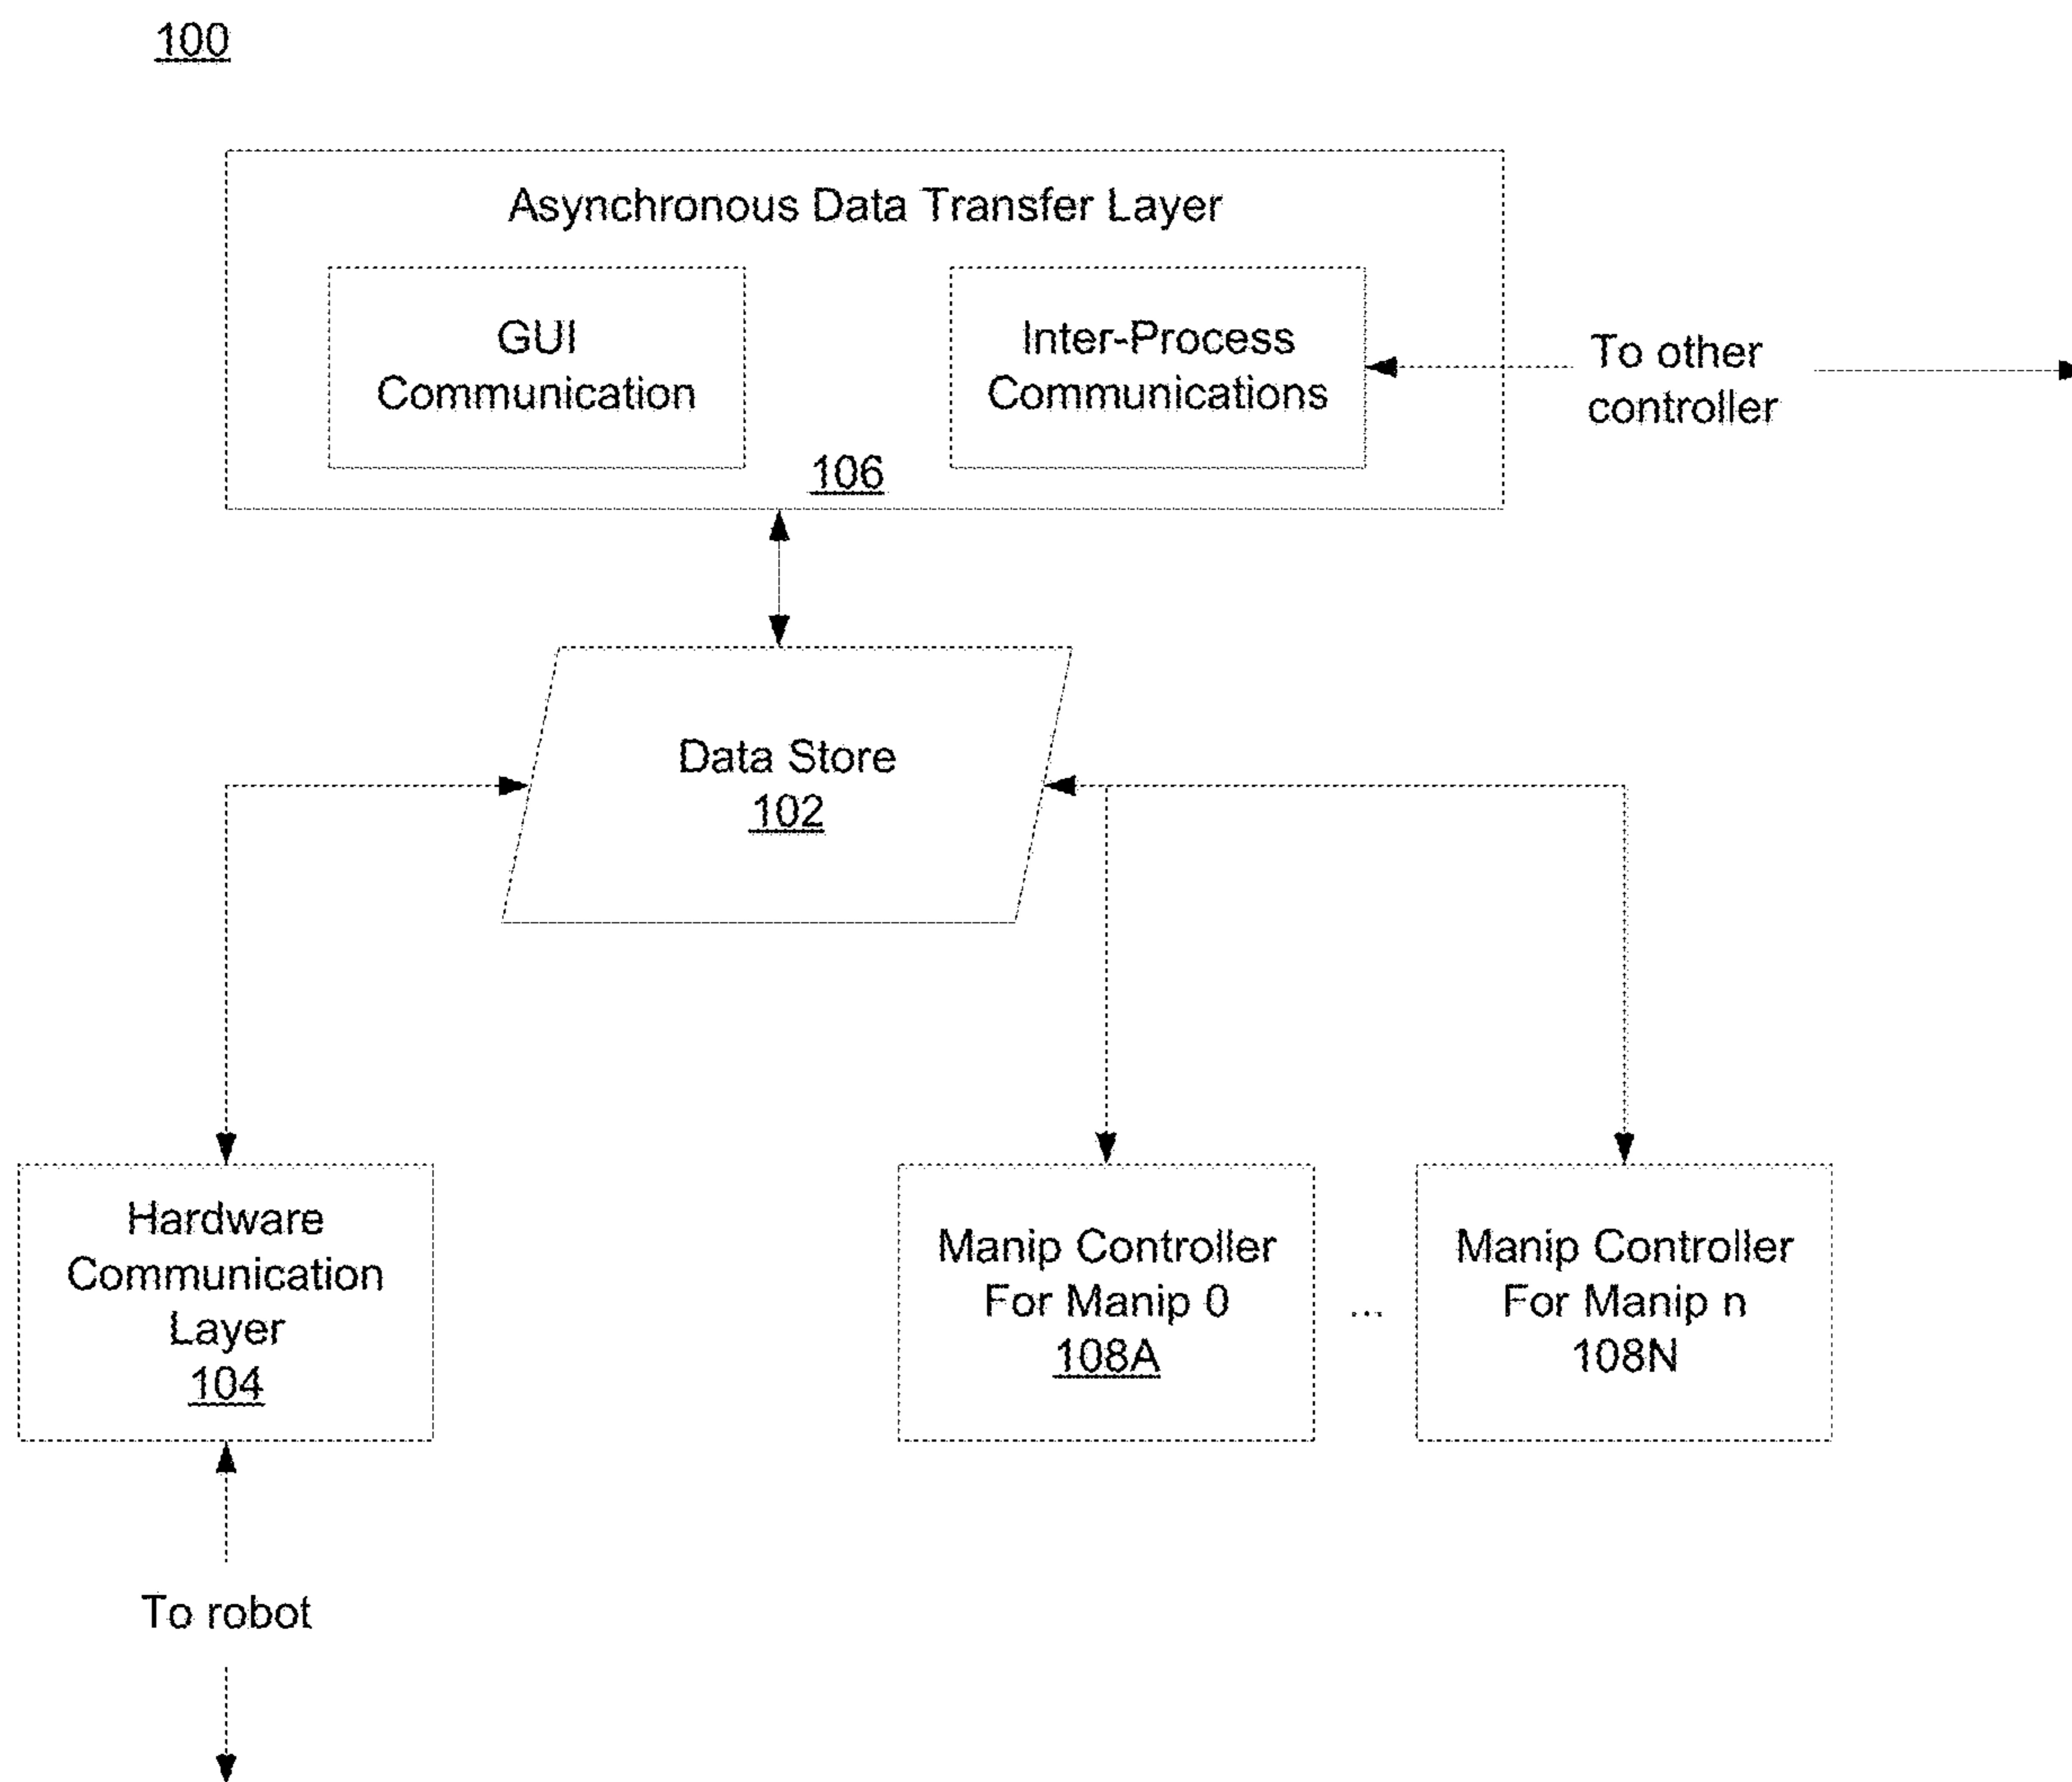 100
Asynchronous Data Transfer Layer
GUI
Communication
Inter-Process
Communications
To other
controller
106
Data Store
102
Hardware
Communication
Layer
104
Manip Controller
For Manip 0
108A
...
Manip Controller
For Manip n
108N
To robot